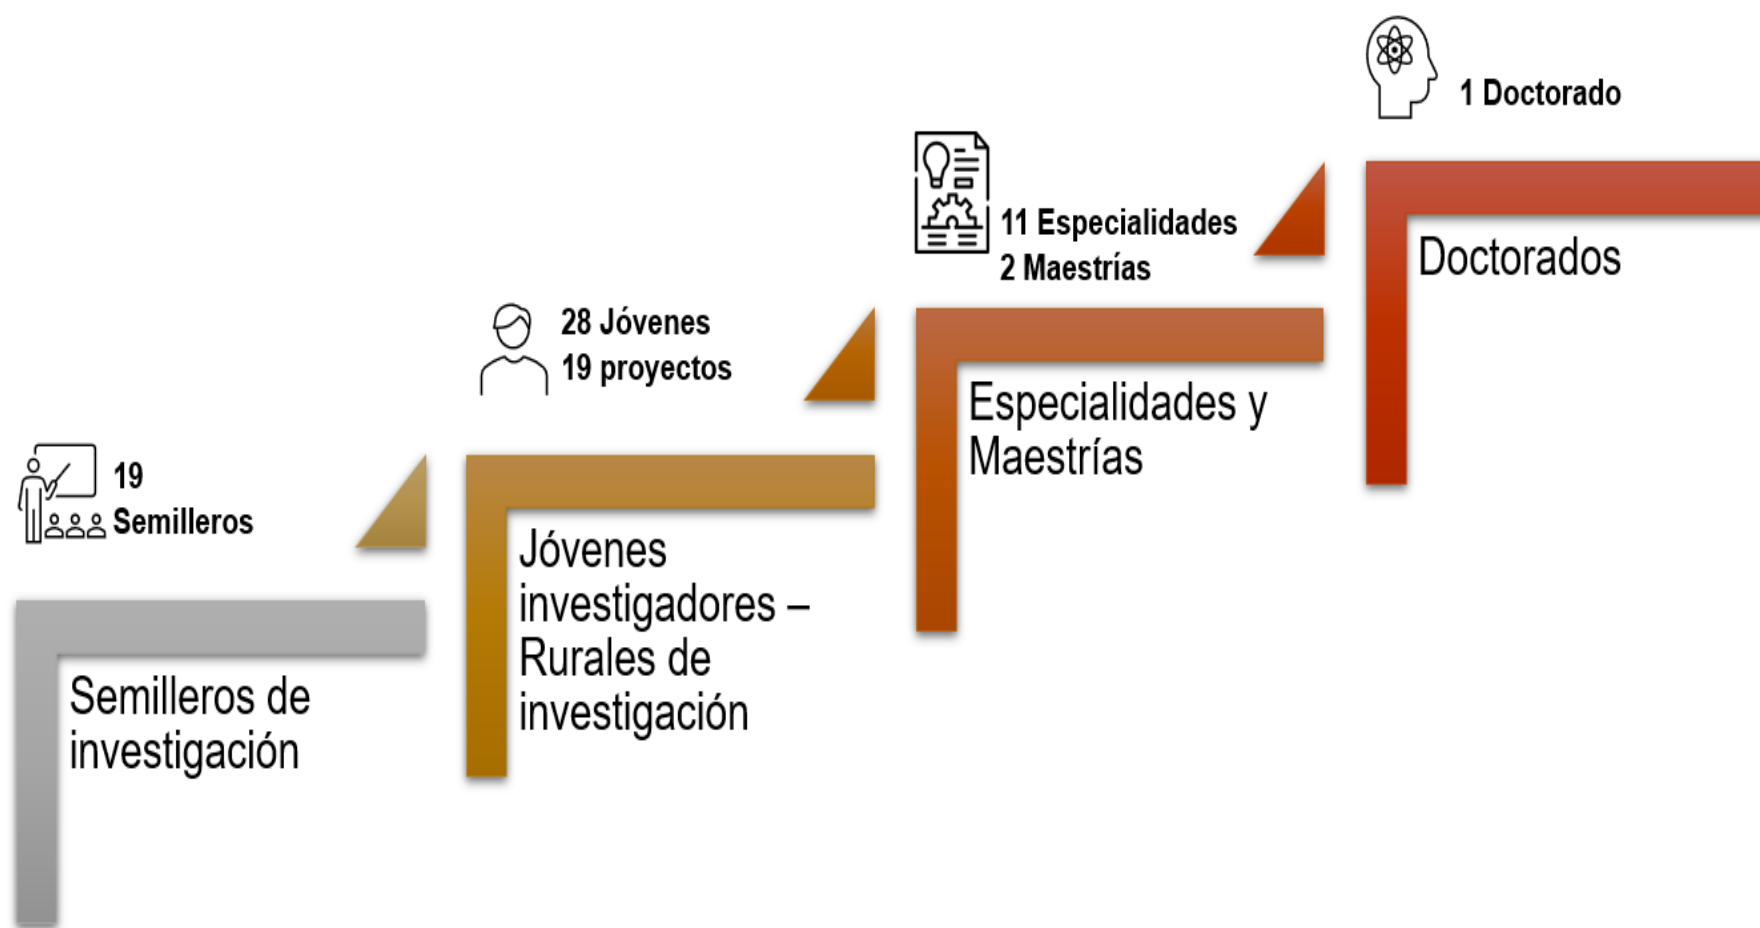 19
Semilleros
Semilleros de
investigación
28 Jóvenes
19 proyectos
Jóvenes
investigadores –
Rurales de
investigación
11 Especialidades
2 Maestrías
Especialidades y
Maestrías
1 Doctorado
Doctorados